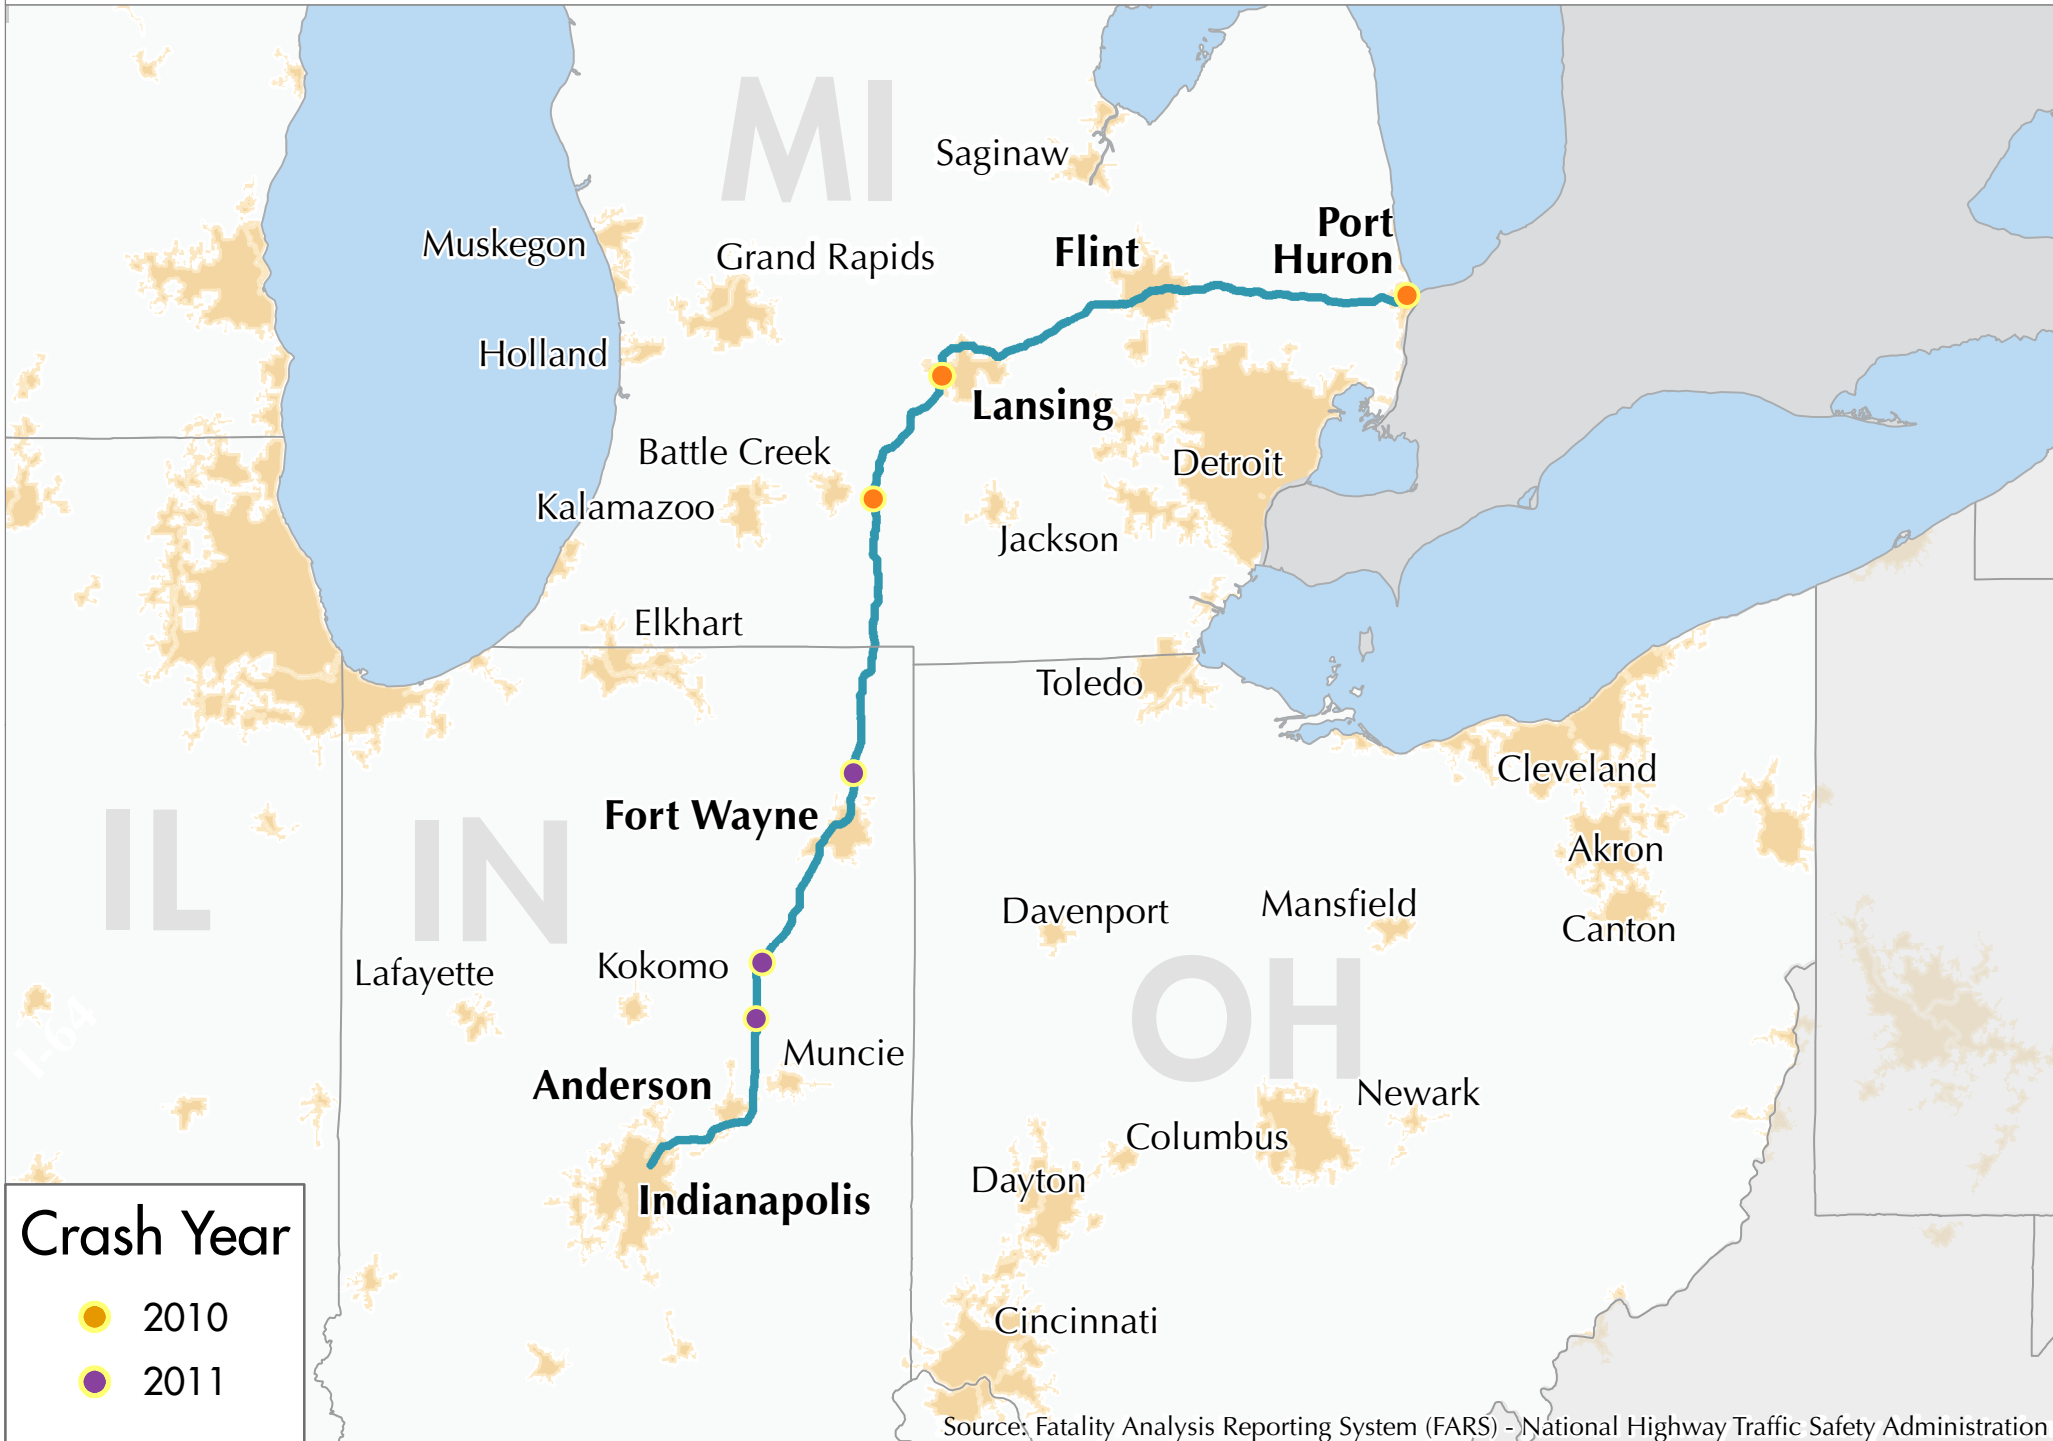 MI
Saginaw
Port
Huron
Muskegon
Grand Rapids
Flint
Holland
Lansing
Battle Creek
Detroit
Kalamazoo
Jackson
Elkhart
Toledo
Cleveland
Fort Wayne
IL
IN
Akron
Davenport
Mansfield
Canton
Lafayette
Kokomo
OH
I-64
Muncie
Anderson
Newark
Columbus
Dayton
Indianapolis
Crash Year
2010
Cincinnati
2011
Source: Fatality Analysis Reporting System (FARS) - National Highway Traffic Safety Administration